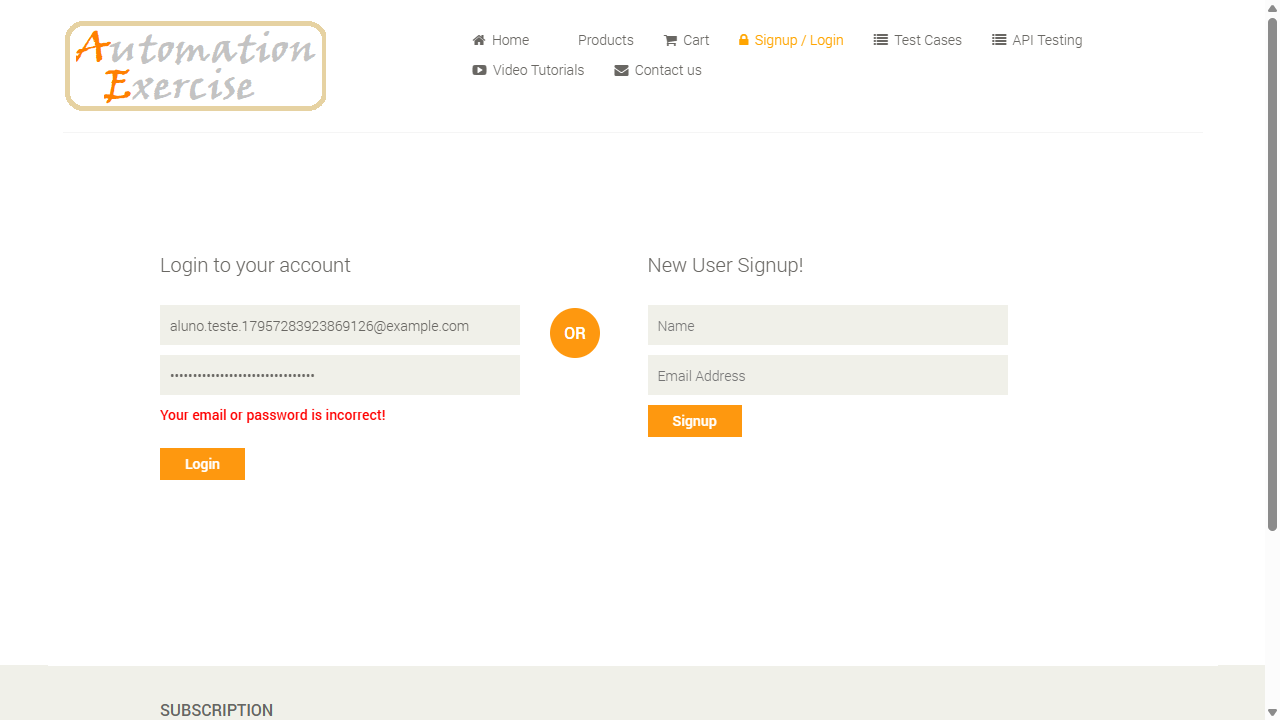 Automation
Exercise
Home Products Cart Signup / Login Test Cases API Testing
Video Tutorials Contact us
Login to your account
aluno.teste.17957283923869126@example.com
••••••••••••••••••••••••••••••••
Your email or password is incorrect!
Login
OR
New User Signup!
Name
Email Address
Signup
SUBSCRIPTION